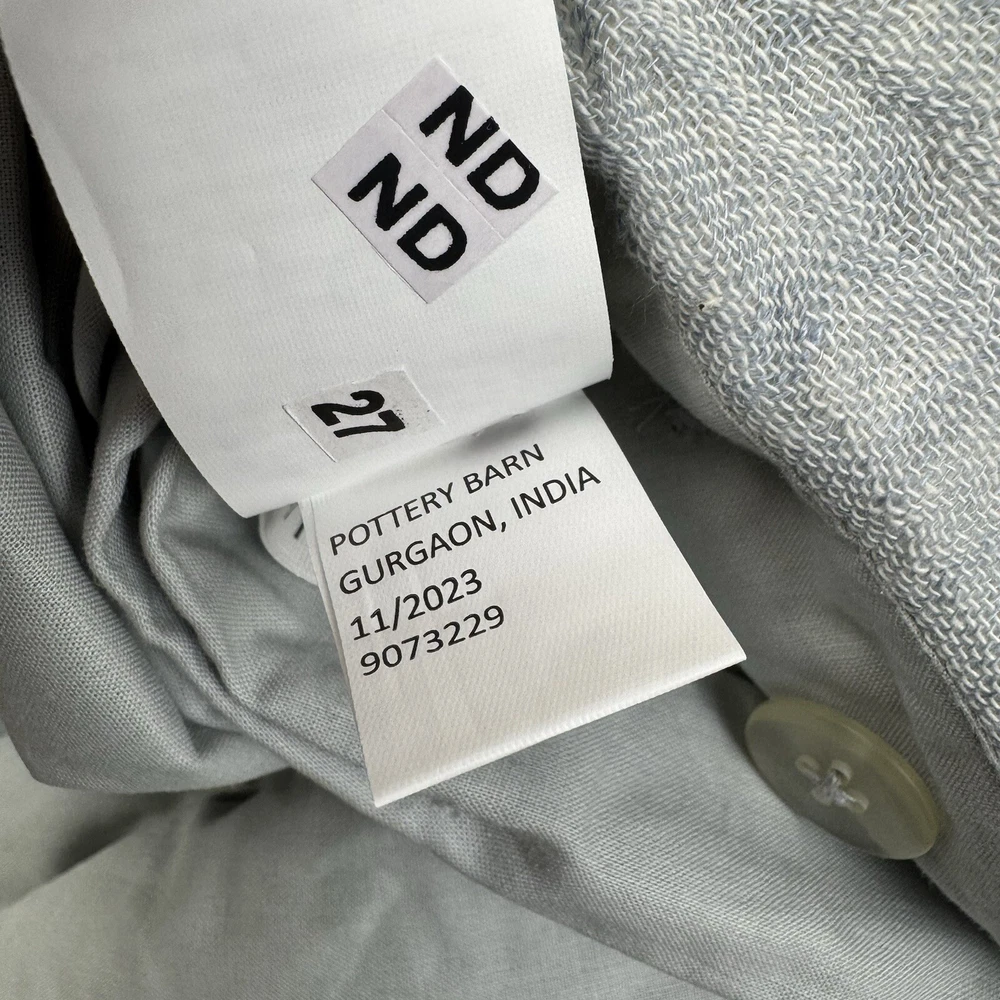 ND
ND
27
POTTERY BARN
GURGAON, INDIA
11/2023
9073229